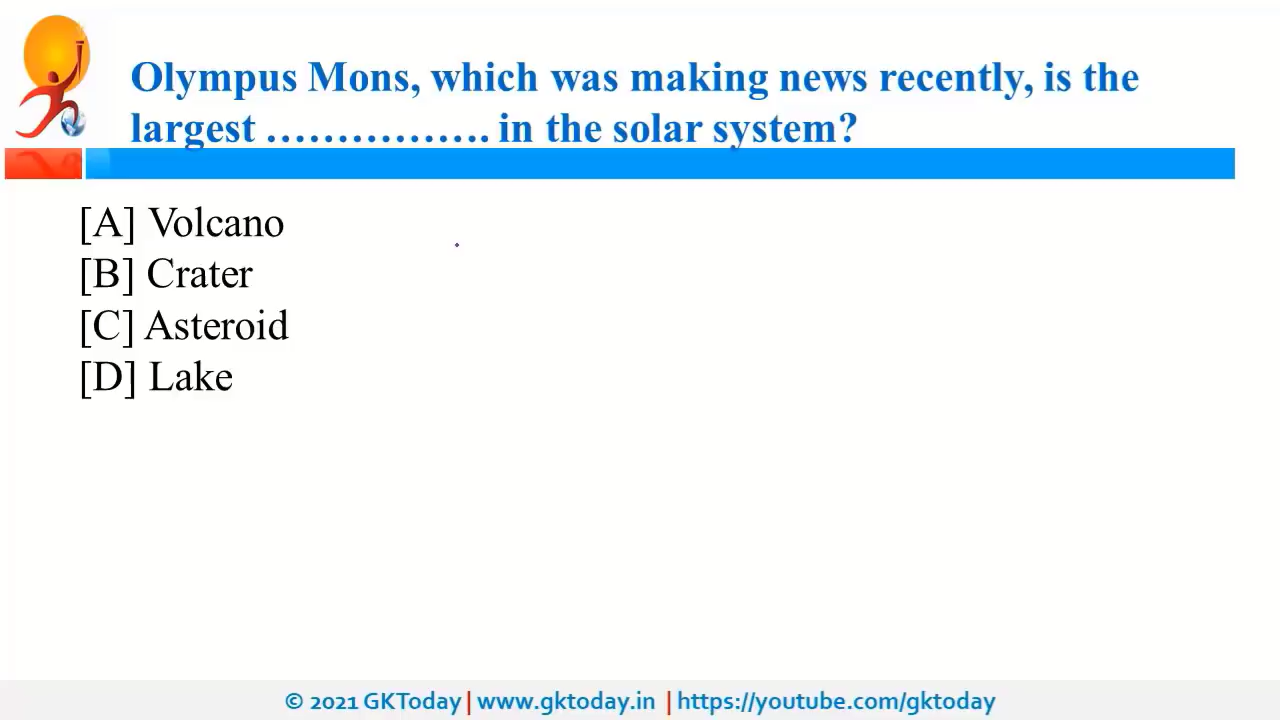 Olympus Mons, which was making news recently, is the
largest ……………. in the solar system?
[A] Volcano
[B] Crater
[C] Asteroid
[D] Lake
© 2021 GKToday | www.gktoday.in | https://youtube.com/gktoday